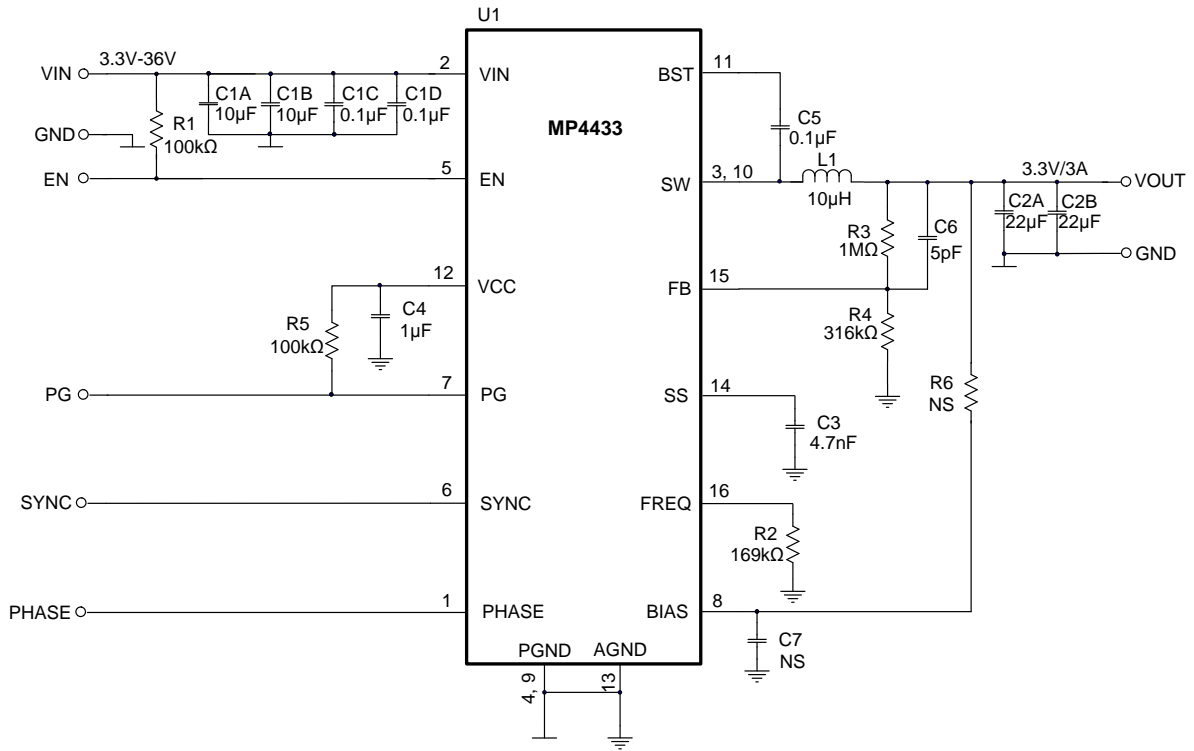 U1
3.3V-36V
VIN
2
VIN
BST
11
C1A
10µF
C1B
10µF
C1C
0.1µF
C1D
0.1µF
GND
R1
100kΩ
MP4433
C5
0.1µF
EN
5
EN
SW
3, 10
L1
10µH
3.3V/3A
VOUT
R3
1MΩ
C6
5pF
C2A
22µF
C2B
22µF
GND
12
VCC
FB
15
C4
1µF
R5
100kΩ
R4
316kΩ
PG
7
PG
SS
14
R6
NS
C3
4.7nF
SYNC
6
SYNC
FREQ
16
R2
169kΩ
PHASE
1
PHASE
BIAS
8
C7
NS
PGND
AGND
4, 9
13